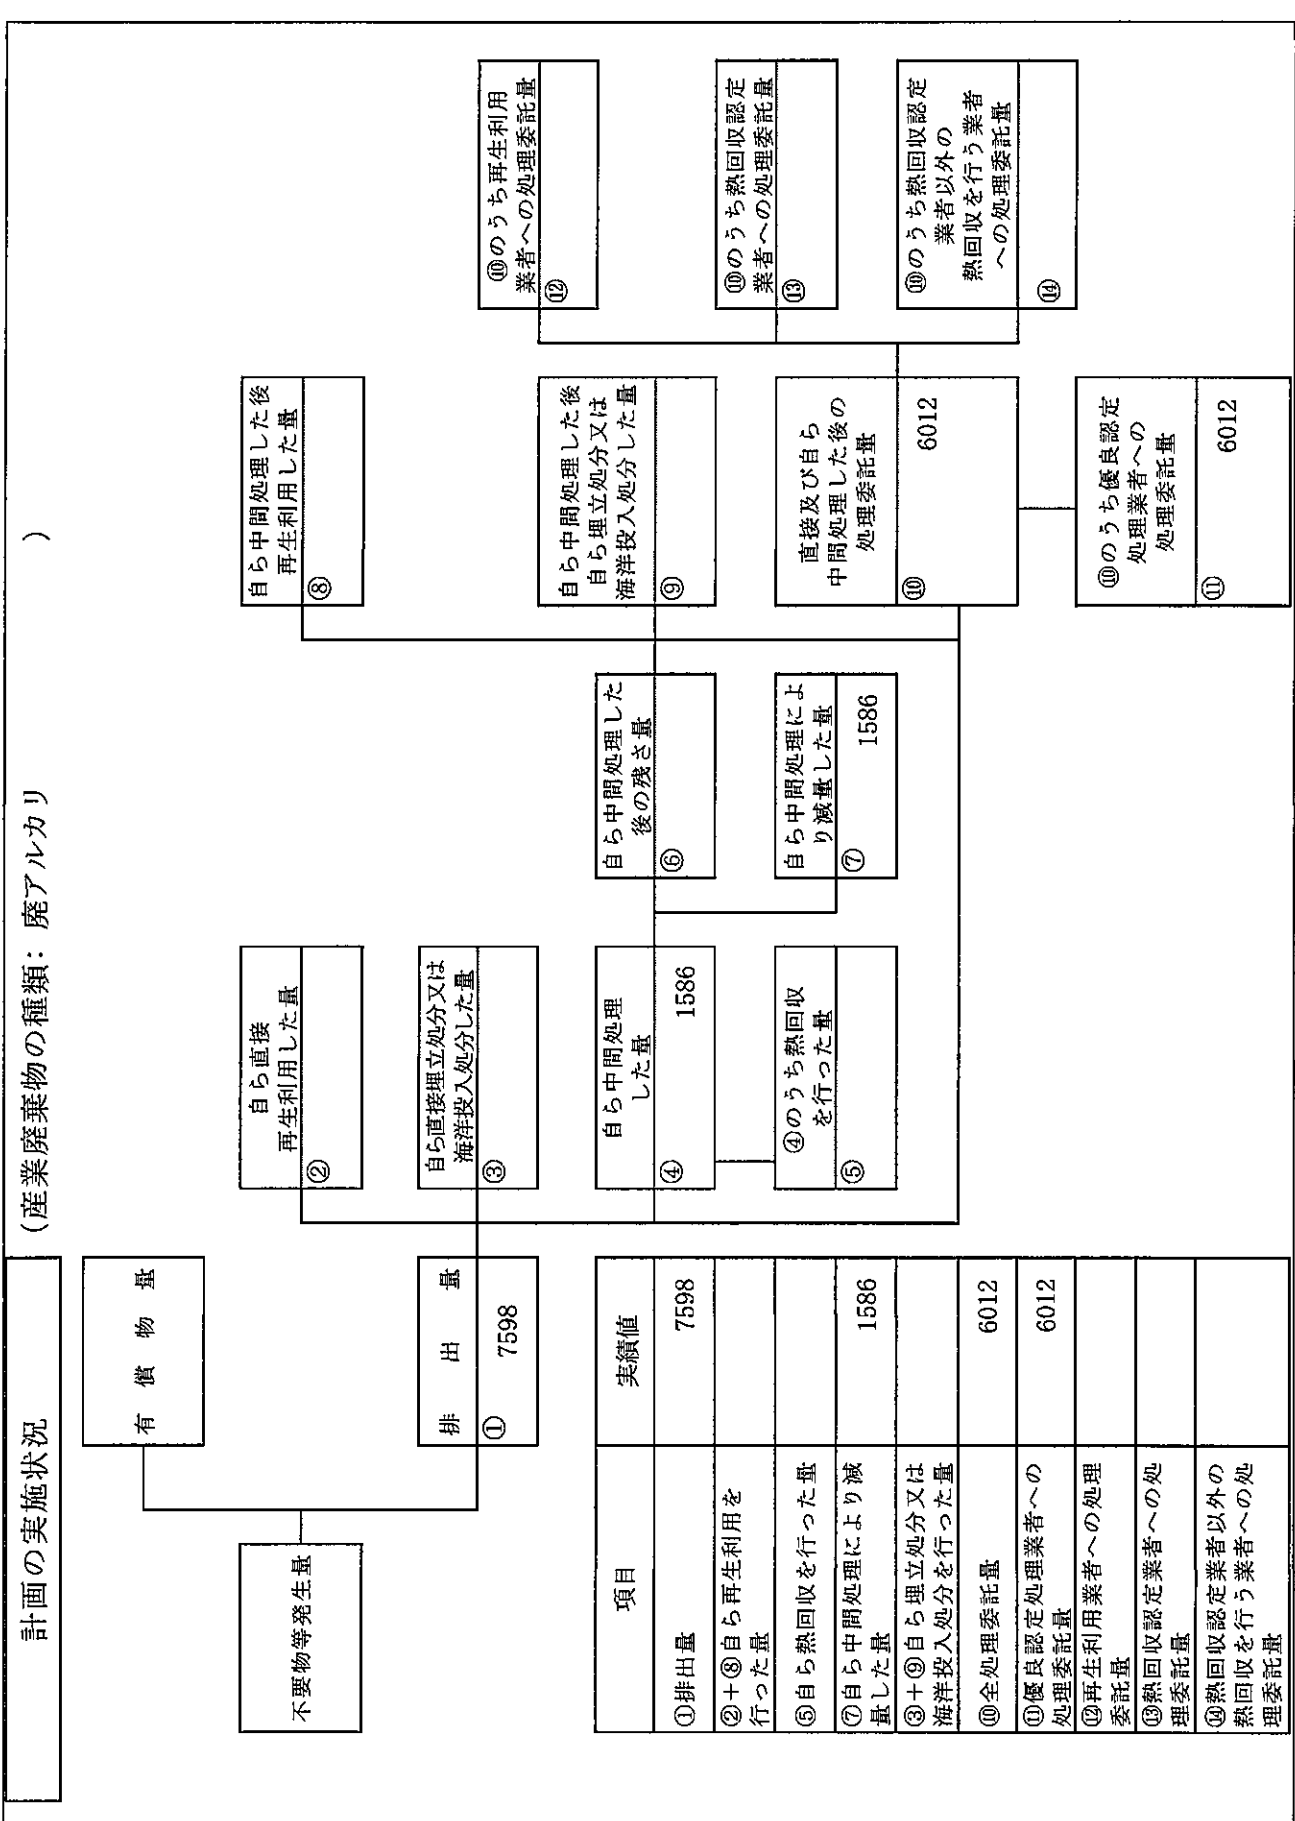 計画の実施状況
(産業廃棄物の種類: 廃アルカリ )
不要物等発生量
有償物量
排出量
① 7598
自ら直接
再生利用した量
②
自ら直接埋立処分又は
海洋投入処分した量
③
自ら中間処理
した量
④ 1586
④のうち熱回収
を行った量
⑤
自ら中間処理した
後の残さ量
⑥
自ら中間処理によ
り減量した量
⑦ 1586
自ら中間処理した後
再生利用した量
⑧
自ら中間処理した後
自ら埋立処分又は
海洋投入処分した量
⑨
直接及び自ら
中間処理した後の
処理委託量
⑩ 6012
⑩のうち優良認定
処理業者への
処理委託量
⑪ 6012
⑩のうち再生利用
業者への処理委託量
⑫
⑩のうち熱回収認定
業者への処理委託量
⑬
⑩のうち熱回収認定
業者以外の
熱回収を行う業者
への処理委託量
⑭
項目 実績値
①排出量 7598
②+⑧自ら再生利用を
行った量
⑤自ら熱回収を行った量
⑦自ら中間処理により減
量した量 1586
③+⑨自ら埋立処分又は
海洋投入処分を行った量
⑩全処理委託量 6012
⑪優良認定処理業者への
処理委託量 6012
⑫再生利用業者への処理
委託量
⑬熱回収認定業者への処
理委託量
⑭熱回収認定業者以外の
熱回収を行う業者への処
理委託量